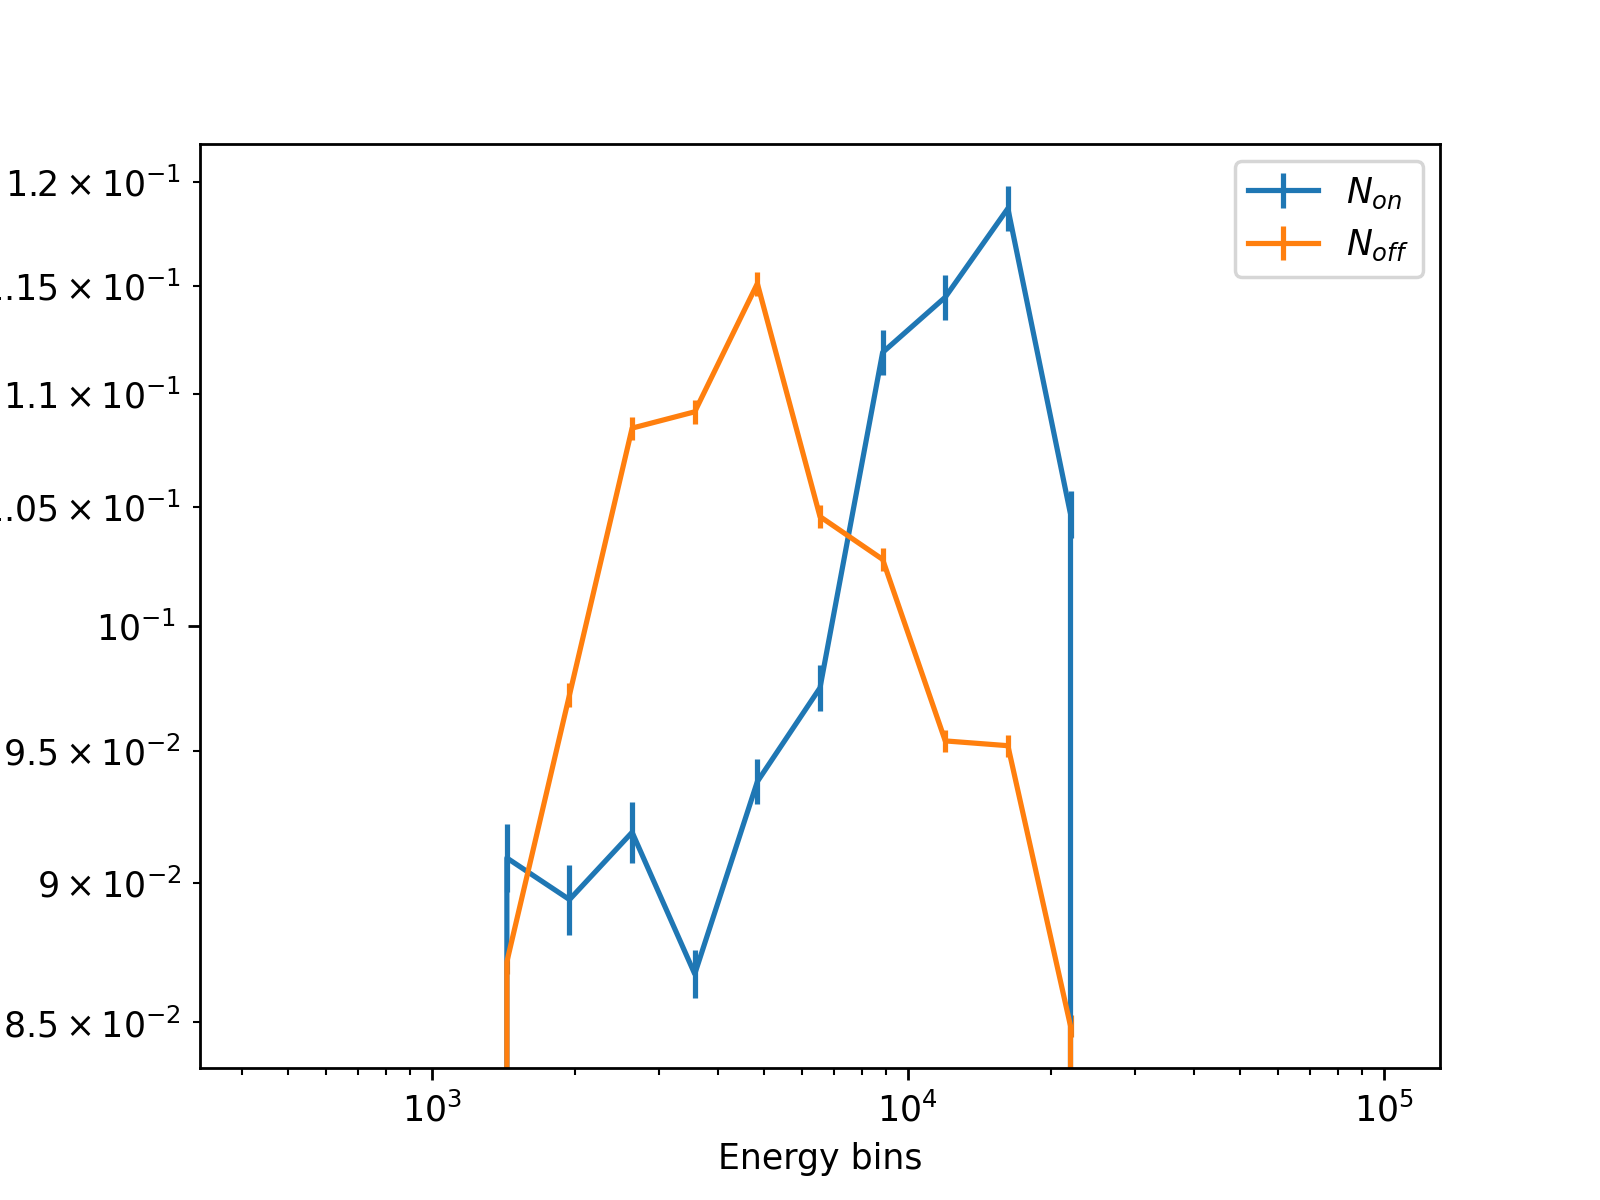 1.2 × 10⁻¹
.15 × 10⁻¹
1.1 × 10⁻¹
.05 × 10⁻¹
10⁻¹
9.5 × 10⁻²
9 × 10⁻²
8.5 × 10⁻²
10³
10⁴
10⁵
Energy bins
N_on
N_off